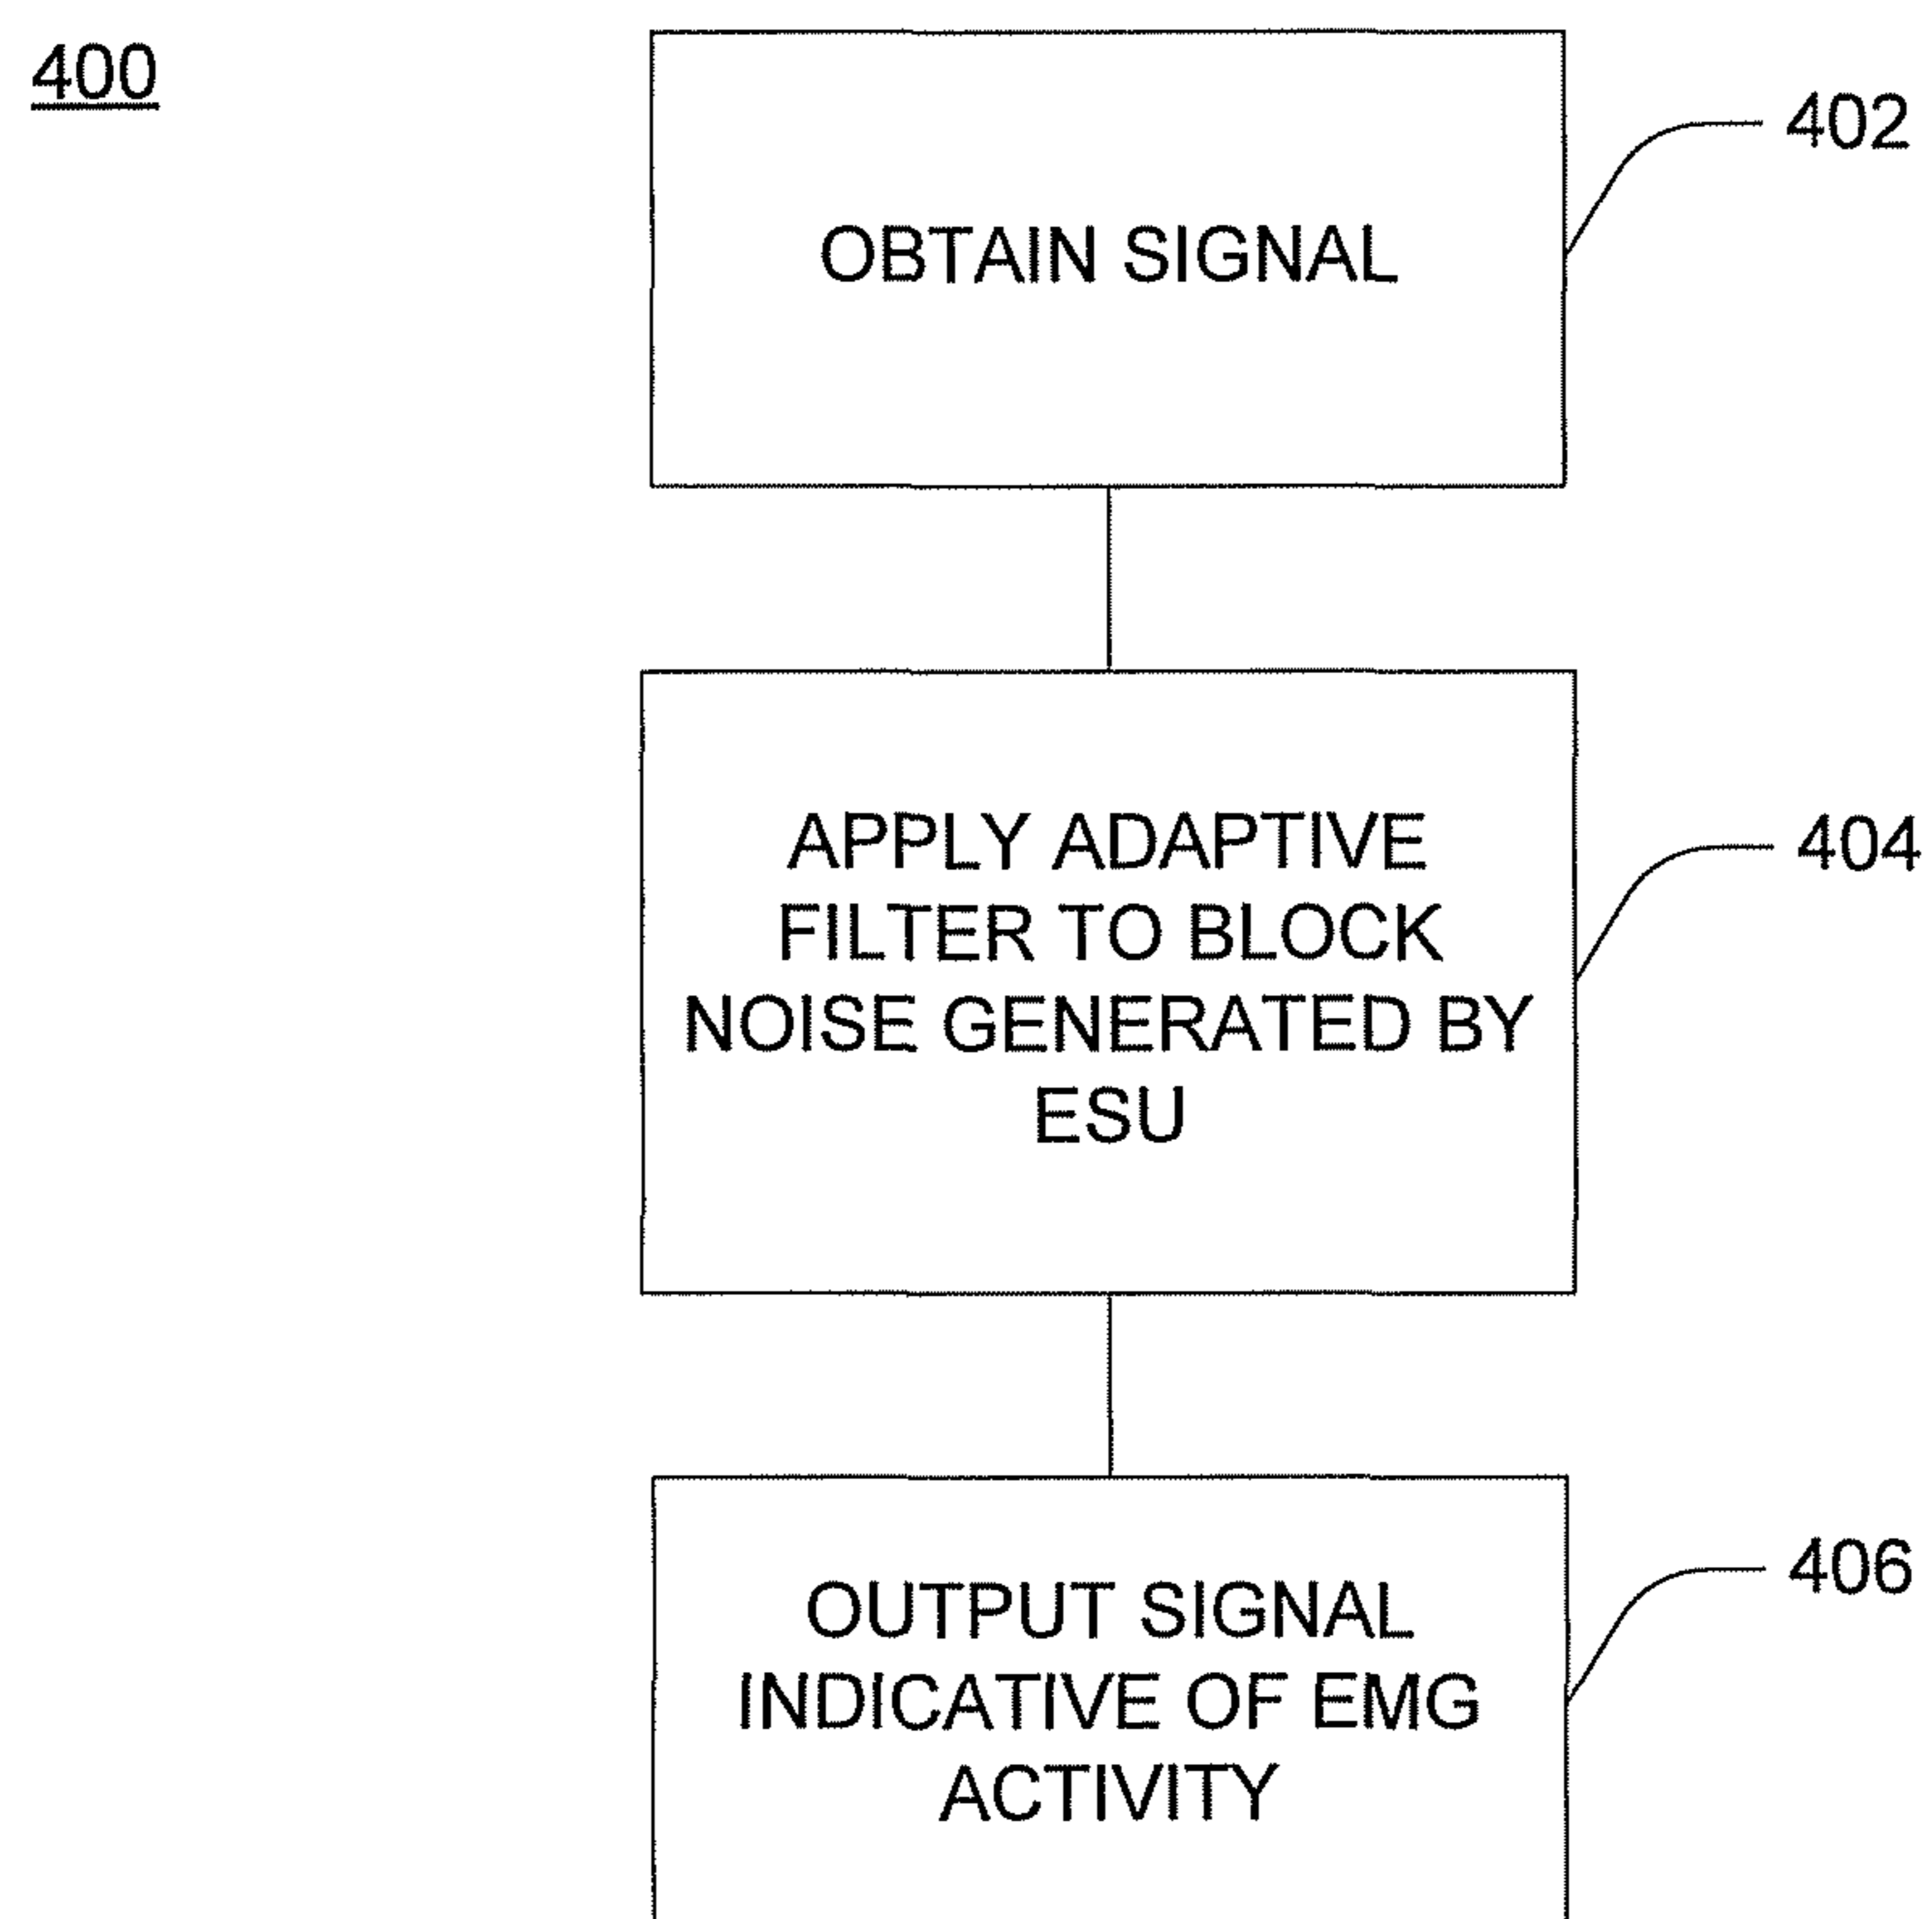 400
402
OBTAIN SIGNAL
404
APPLY ADAPTIVE
FILTER TO BLOCK
NOISE GENERATED BY
ESU
406
OUTPUT SIGNAL
INDICATIVE OF EMG
ACTIVITY